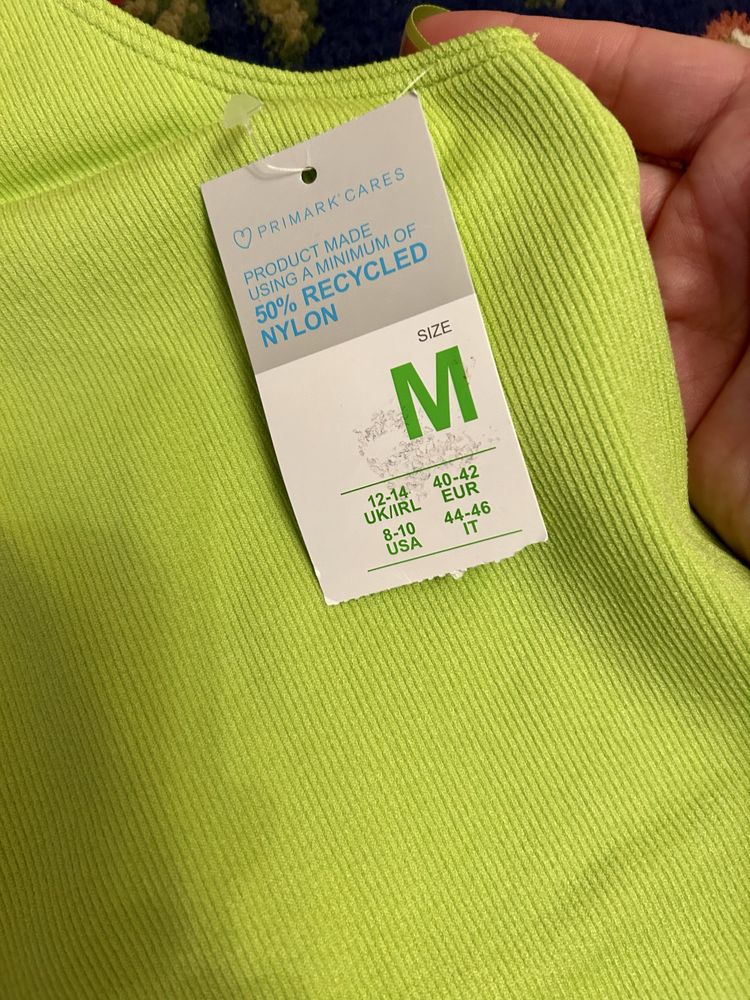 PRIMARK® CARES
PRODUCT MADE
USING A MINIMUM OF
50% RECYCLED
NYLON
SIZE
M
12-14 40-42
UK/IRL EUR
8-10 44-46
USA IT